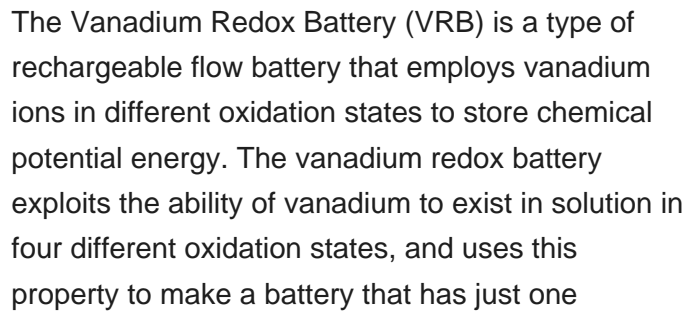 The Vanadium Redox Battery (VRB) is a type of
rechargeable flow battery that employs vanadium
ions in different oxidation states to store chemical
potential energy. The vanadium redox battery
exploits the ability of vanadium to exist in solution in
four different oxidation states, and uses this
property to make a battery that has just one